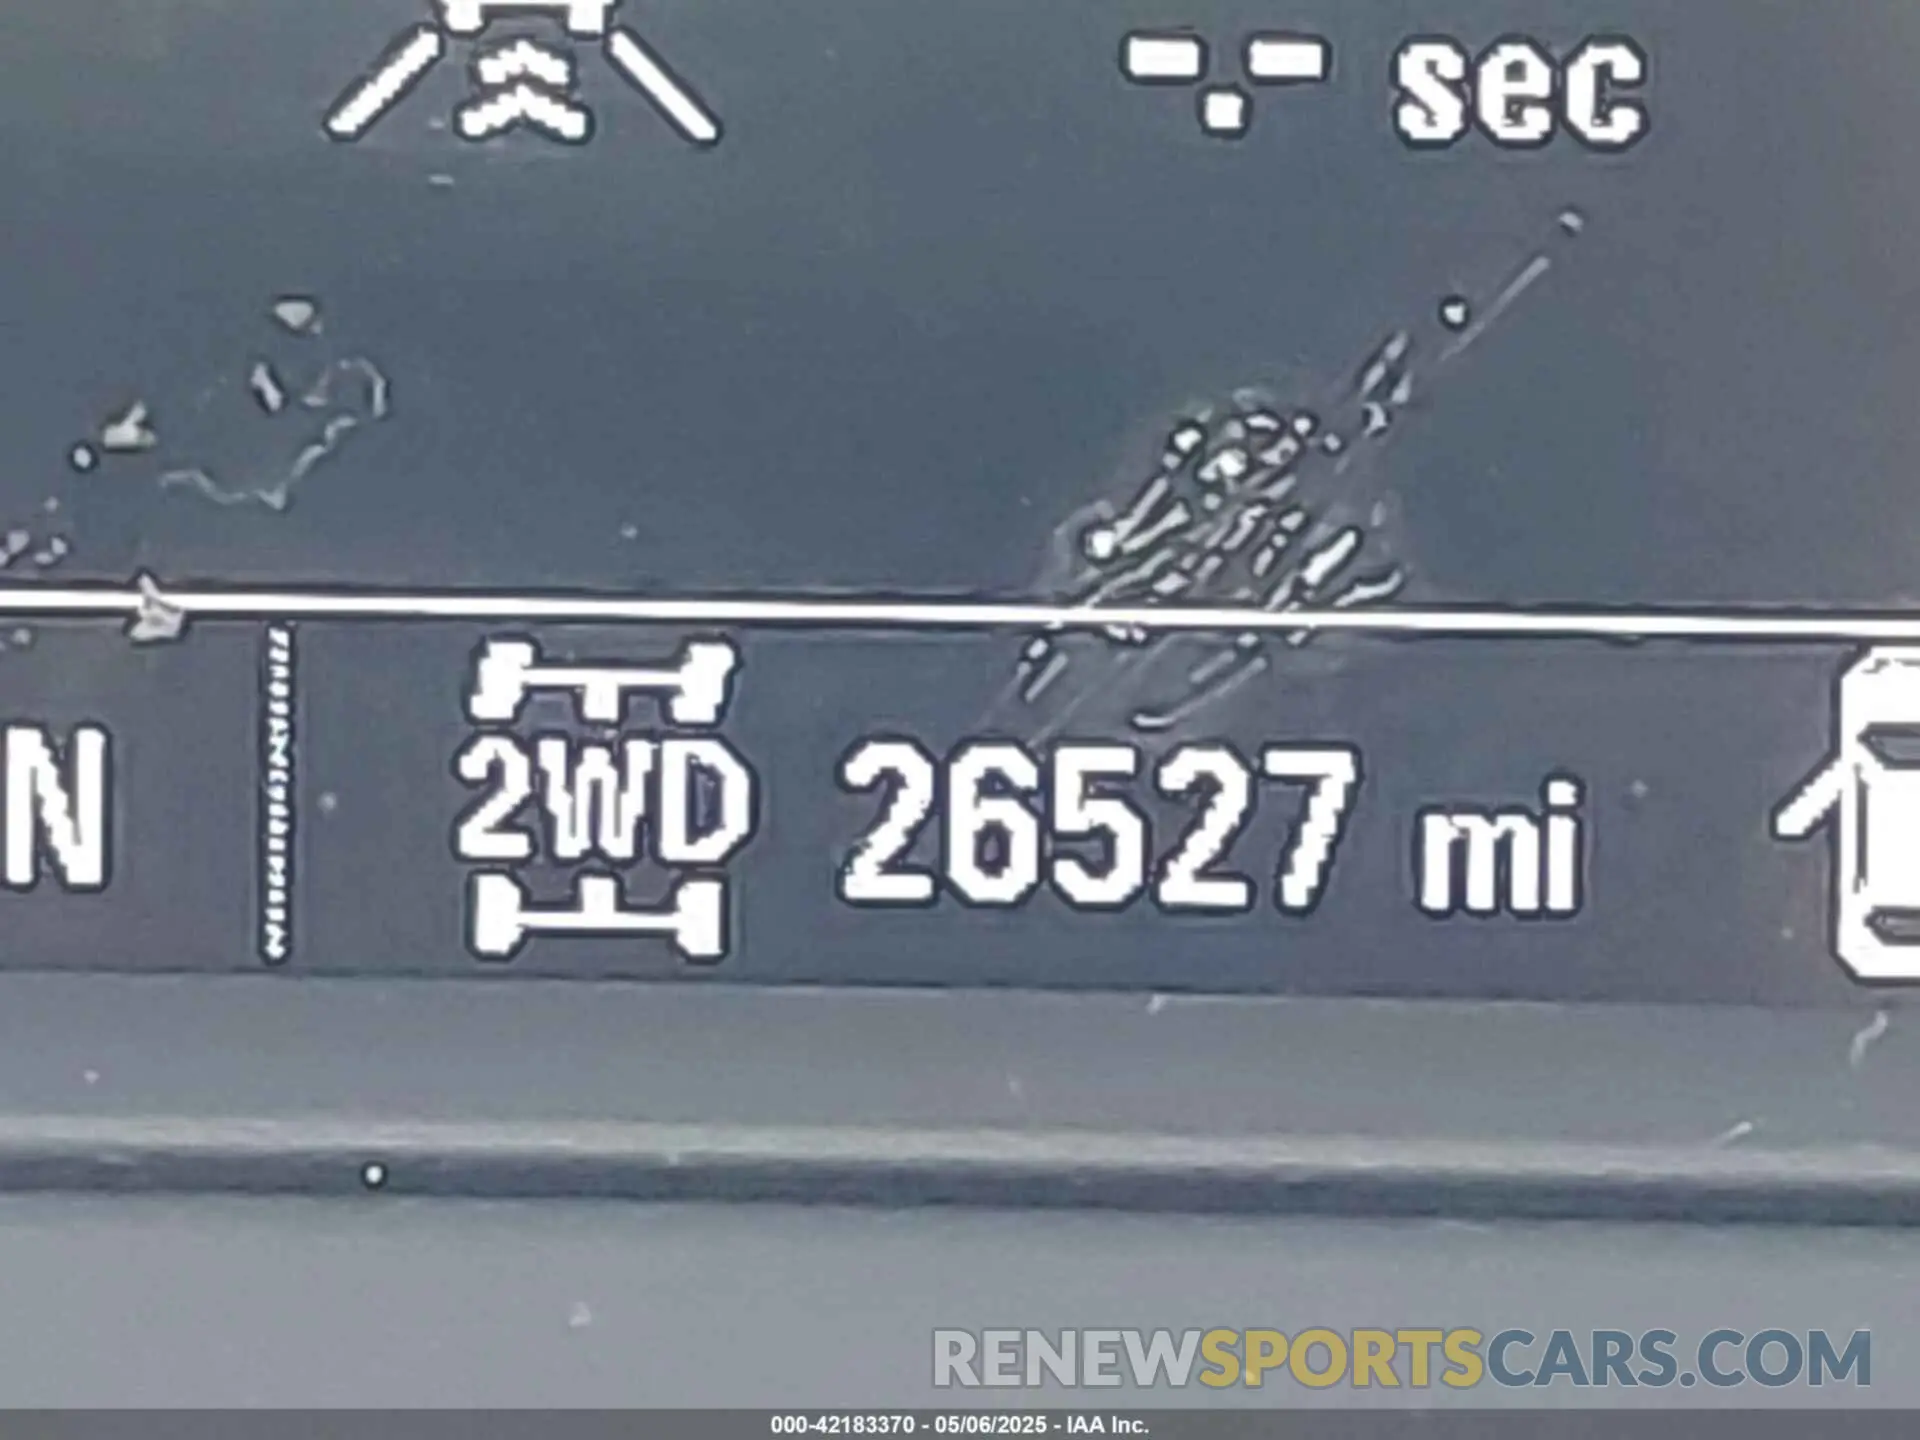 sec
N
2WD 26527 mi
RENEWSPORTSCARS.COM
000-42183370 - 05/06/2025 - IAA Inc.